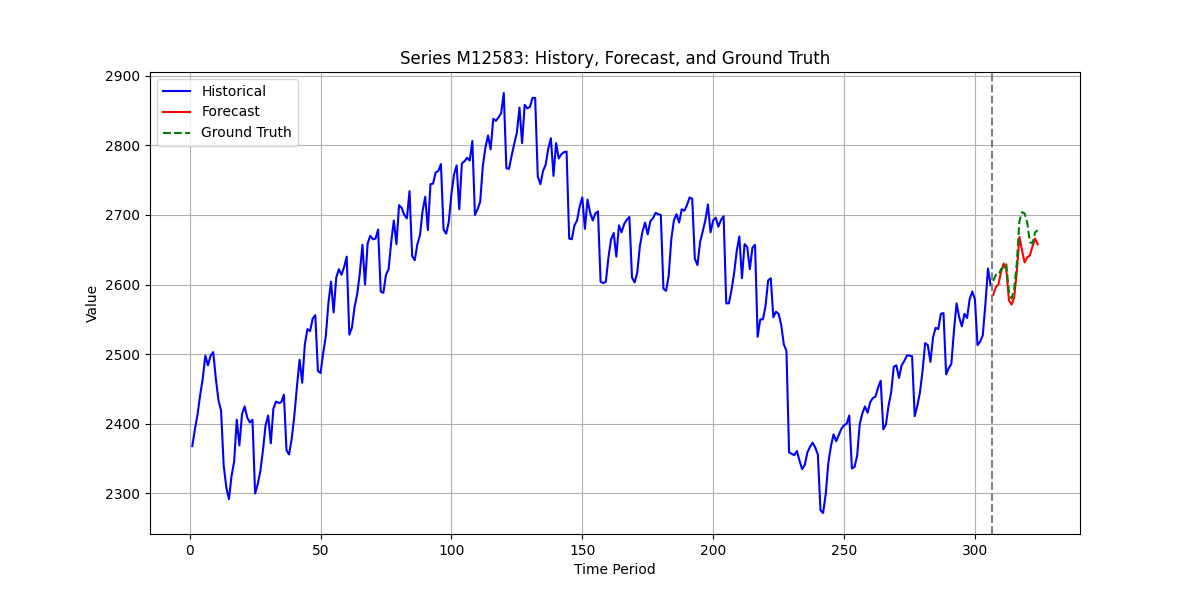 Series M12583: History, Forecast, and Ground Truth
Historical
Forecast
Ground Truth
Value
2900
2800
2700
2600
2500
2400
2300
0 50 100 150 200 250 300
Time Period